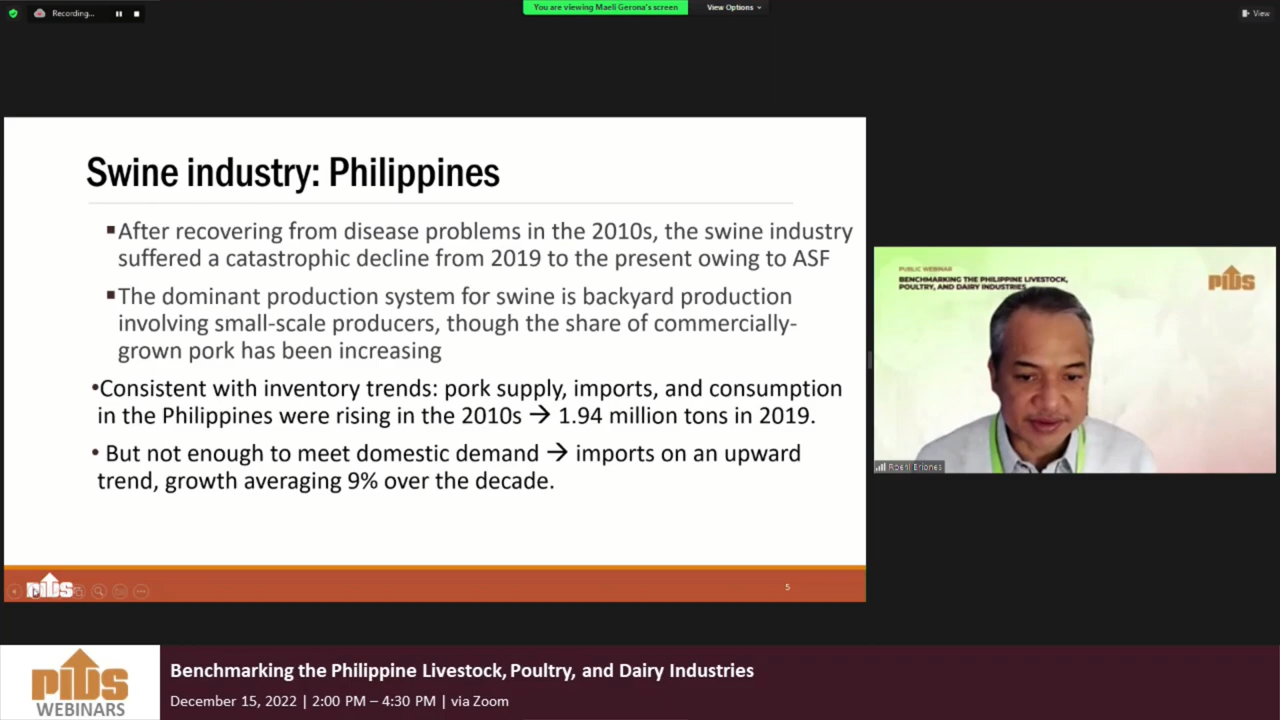 Recording...
You are viewing Maeli Gerona's screen
View Options
View
Swine industry: Philippines
After recovering from disease problems in the 2010s, the swine industry
suffered a catastrophic decline from 2019 to the present owing to ASF
The dominant production system for swine is backyard production
involving small-scale producers, though the share of commercially-
grown pork has been increasing
•Consistent with inventory trends: pork supply, imports, and consumption
in the Philippines were rising in the 2010s → 1.94 million tons in 2019.
• But not enough to meet domestic demand → imports on an upward
trend, growth averaging 9% over the decade.
PIDS
5
PUBLIC WEBINAR
BENCHMARKING THE PHILIPPINE LIVESTOCK,
POULTRY, AND DAIRY INDUSTRIES
PIDS
Roehl Briones
PIDS
WEBINARS
Benchmarking the Philippine Livestock, Poultry, and Dairy Industries
December 15, 2022 | 2:00 PM – 4:30 PM | via Zoom